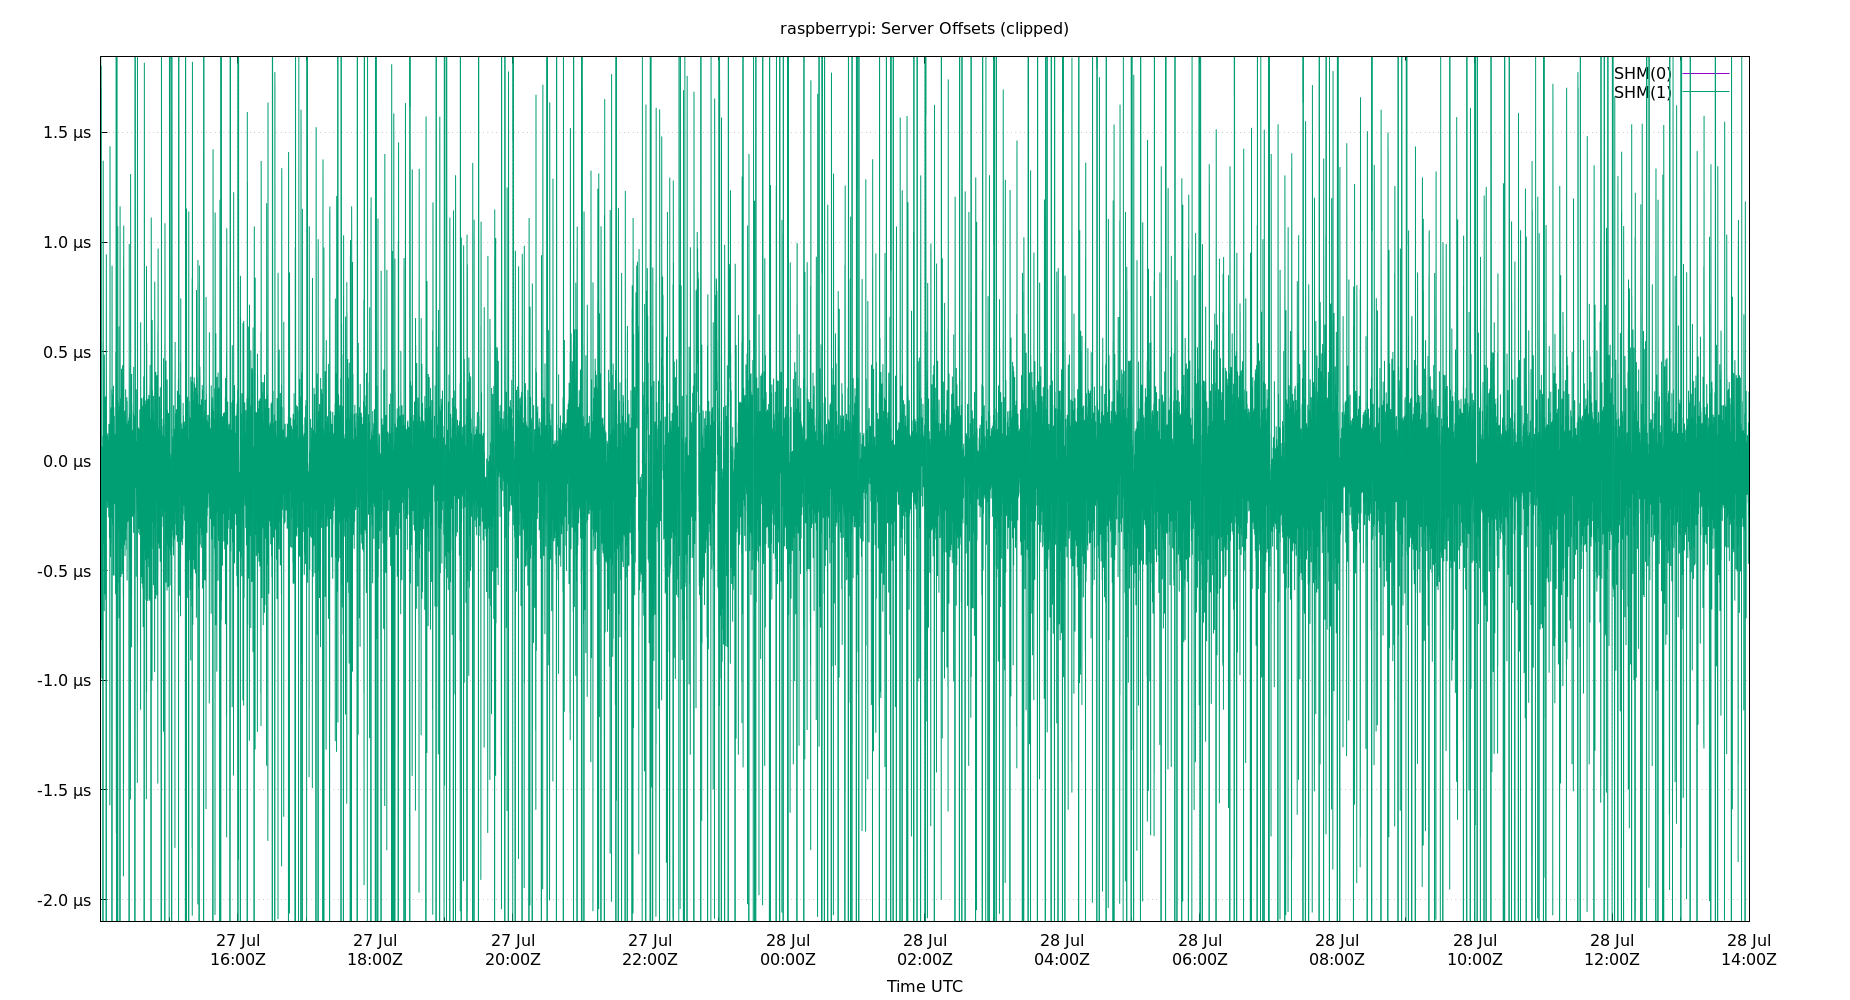 raspberrypi: Server Offsets (clipped)
SHM(0)
SHM(1)
1.5 µs
1.0 µs
0.5 µs
0.0 µs
-0.5 µs
-1.0 µs
-1.5 µs
-2.0 µs
27 Jul 27 Jul 27 Jul 27 Jul 28 Jul 28 Jul 28 Jul 28 Jul 28 Jul 28 Jul 28 Jul 28 Jul
16:00Z 18:00Z 20:00Z 22:00Z 00:00Z 02:00Z 04:00Z 06:00Z 08:00Z 10:00Z 12:00Z 14:00Z
Time UTC